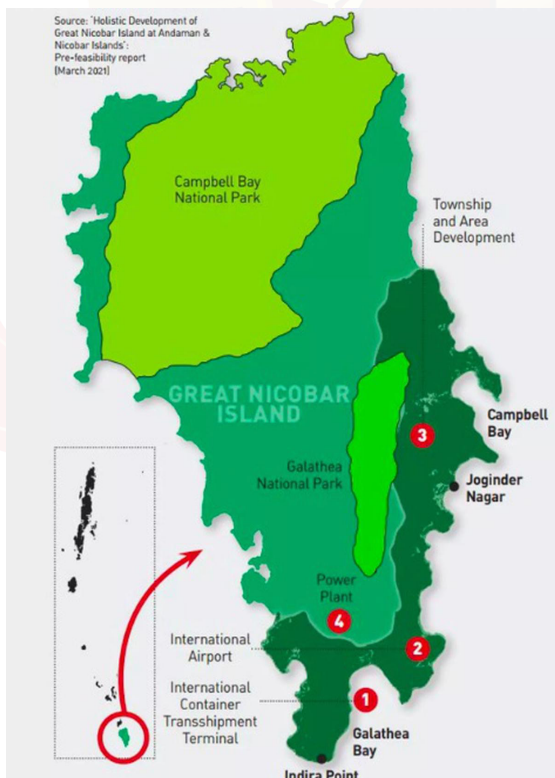 Source: 'Holistic Development of
Great Nicobar Island at Andaman &
Nicobar Islands':
Pre-feasibility report
(March 2021)
Campbell Bay
National Park
Township
and Area
Development
GREAT NICOBAR
ISLAND
Campbell
Bay
3
Galathea
National Park
Joginder
Nagar
Power
Plant
4
International
Airport
2
International
Container
Transshipment
Terminal
1
Galathea
Bay
Indira Point